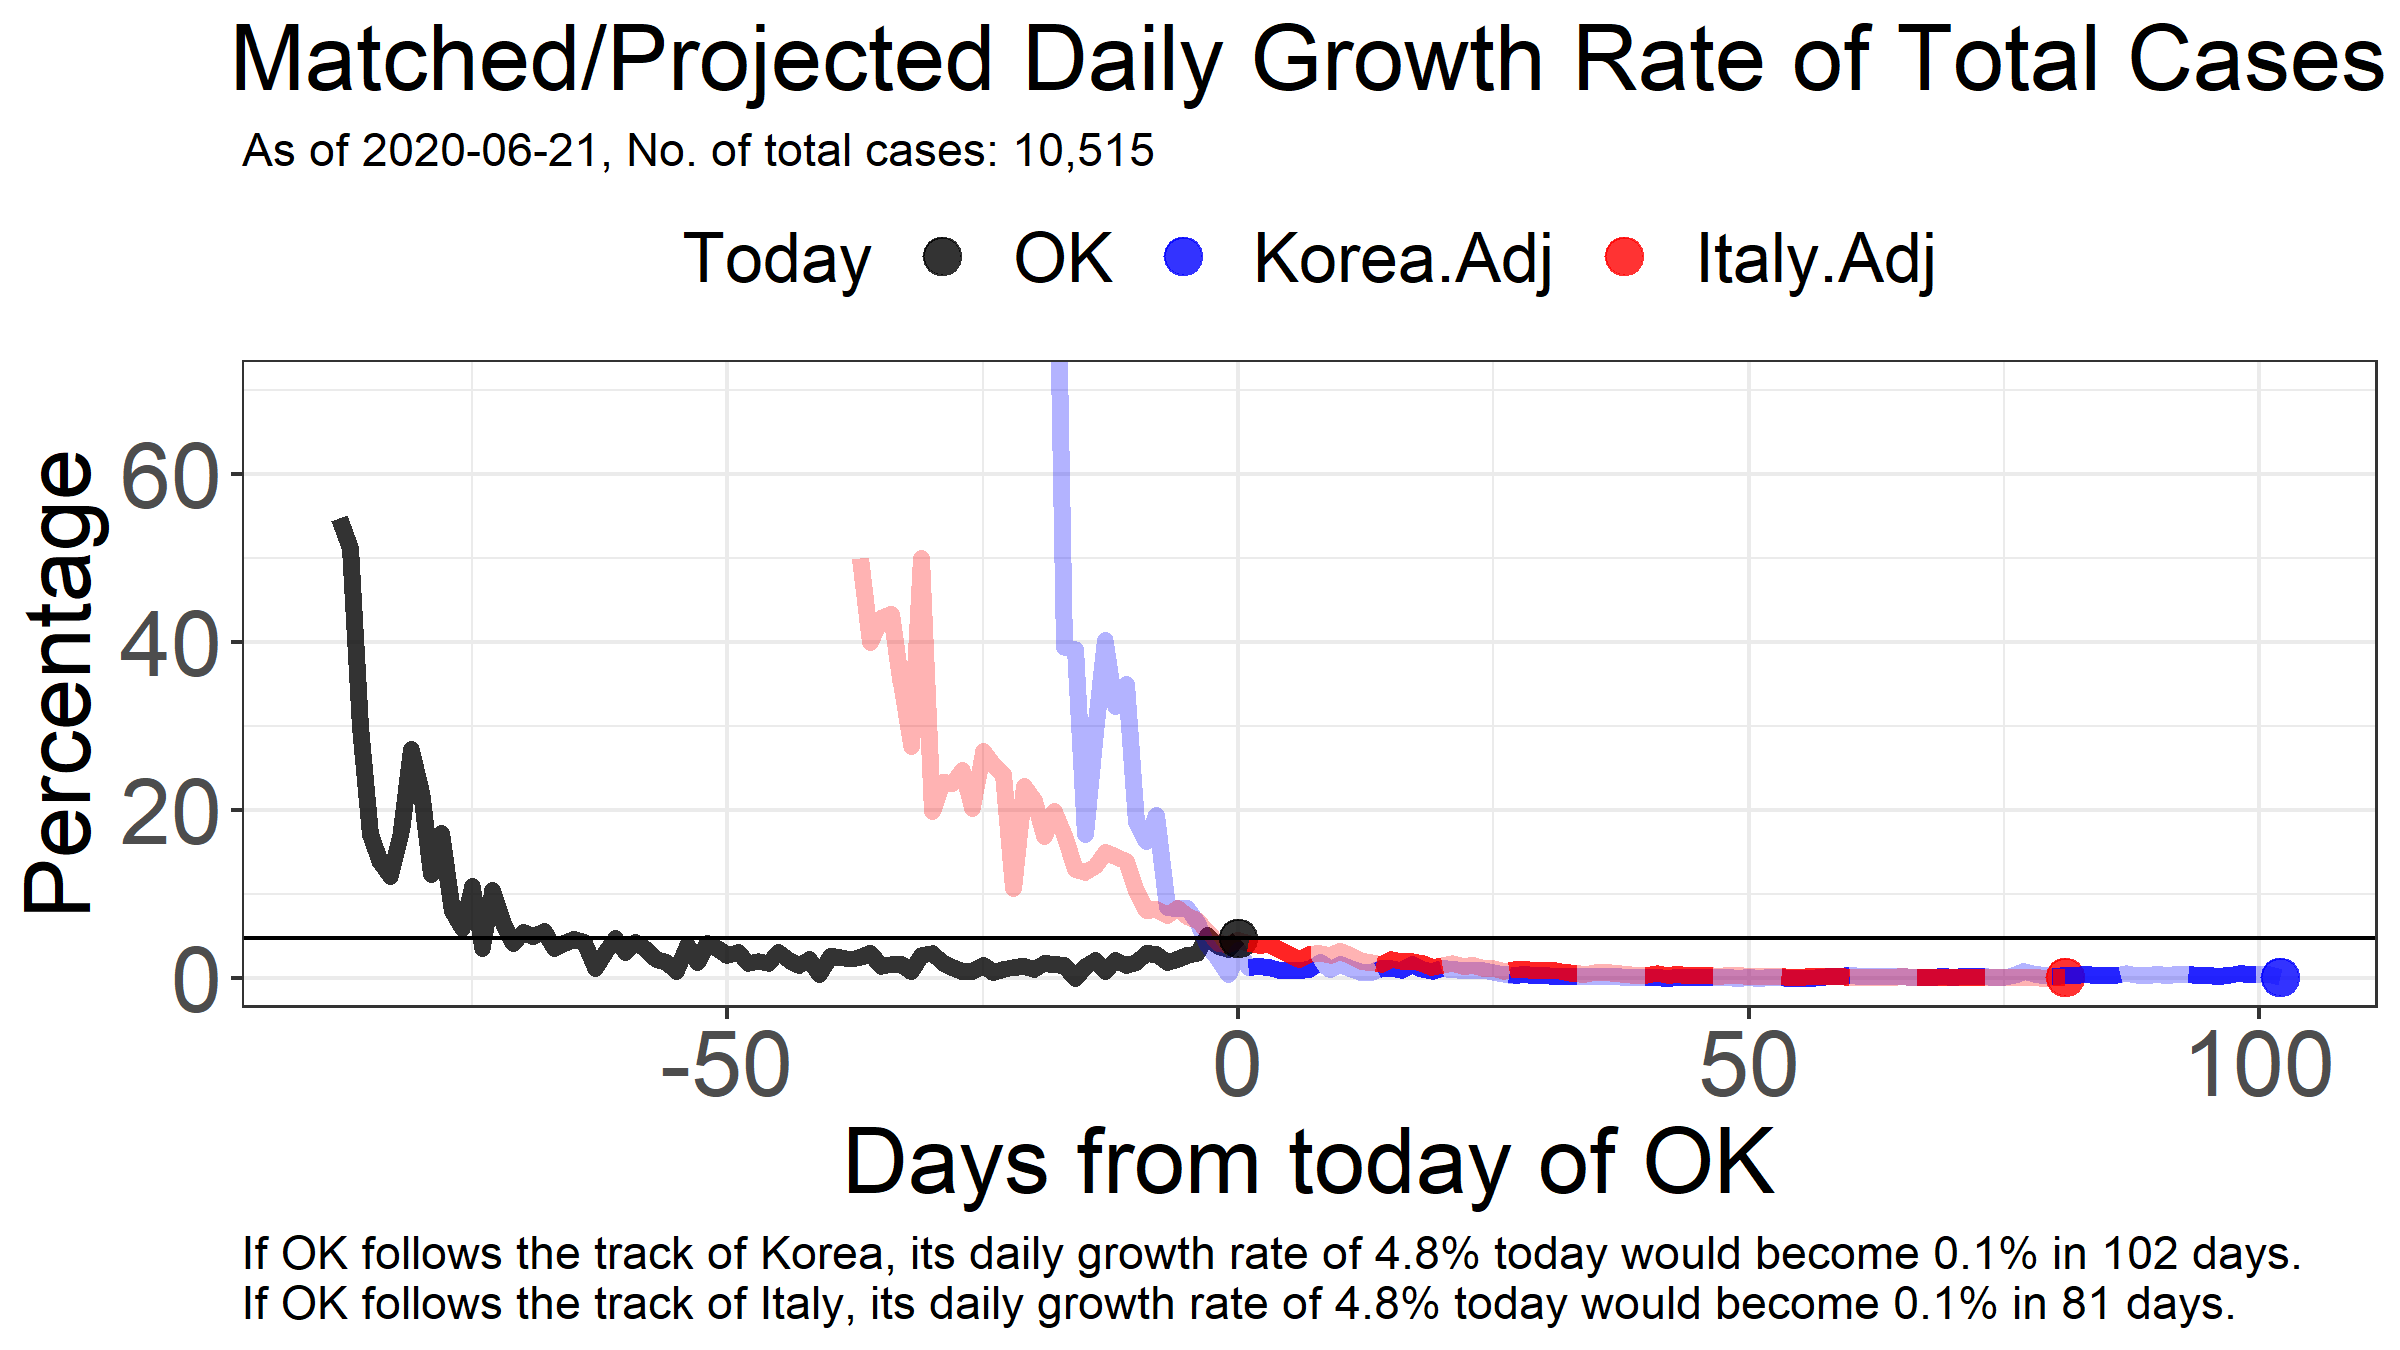 Matched/Projected Daily Growth Rate of Total Cases
As of 2020-06-21, No. of total cases: 10,515
Today OK Korea.Adj Italy.Adj
Percentage
60
40
20
0
-50 0 50 100
Days from today of OK
If OK follows the track of Korea, its daily growth rate of 4.8% today would become 0.1% in 102 days.
If OK follows the track of Italy, its daily growth rate of 4.8% today would become 0.1% in 81 days.